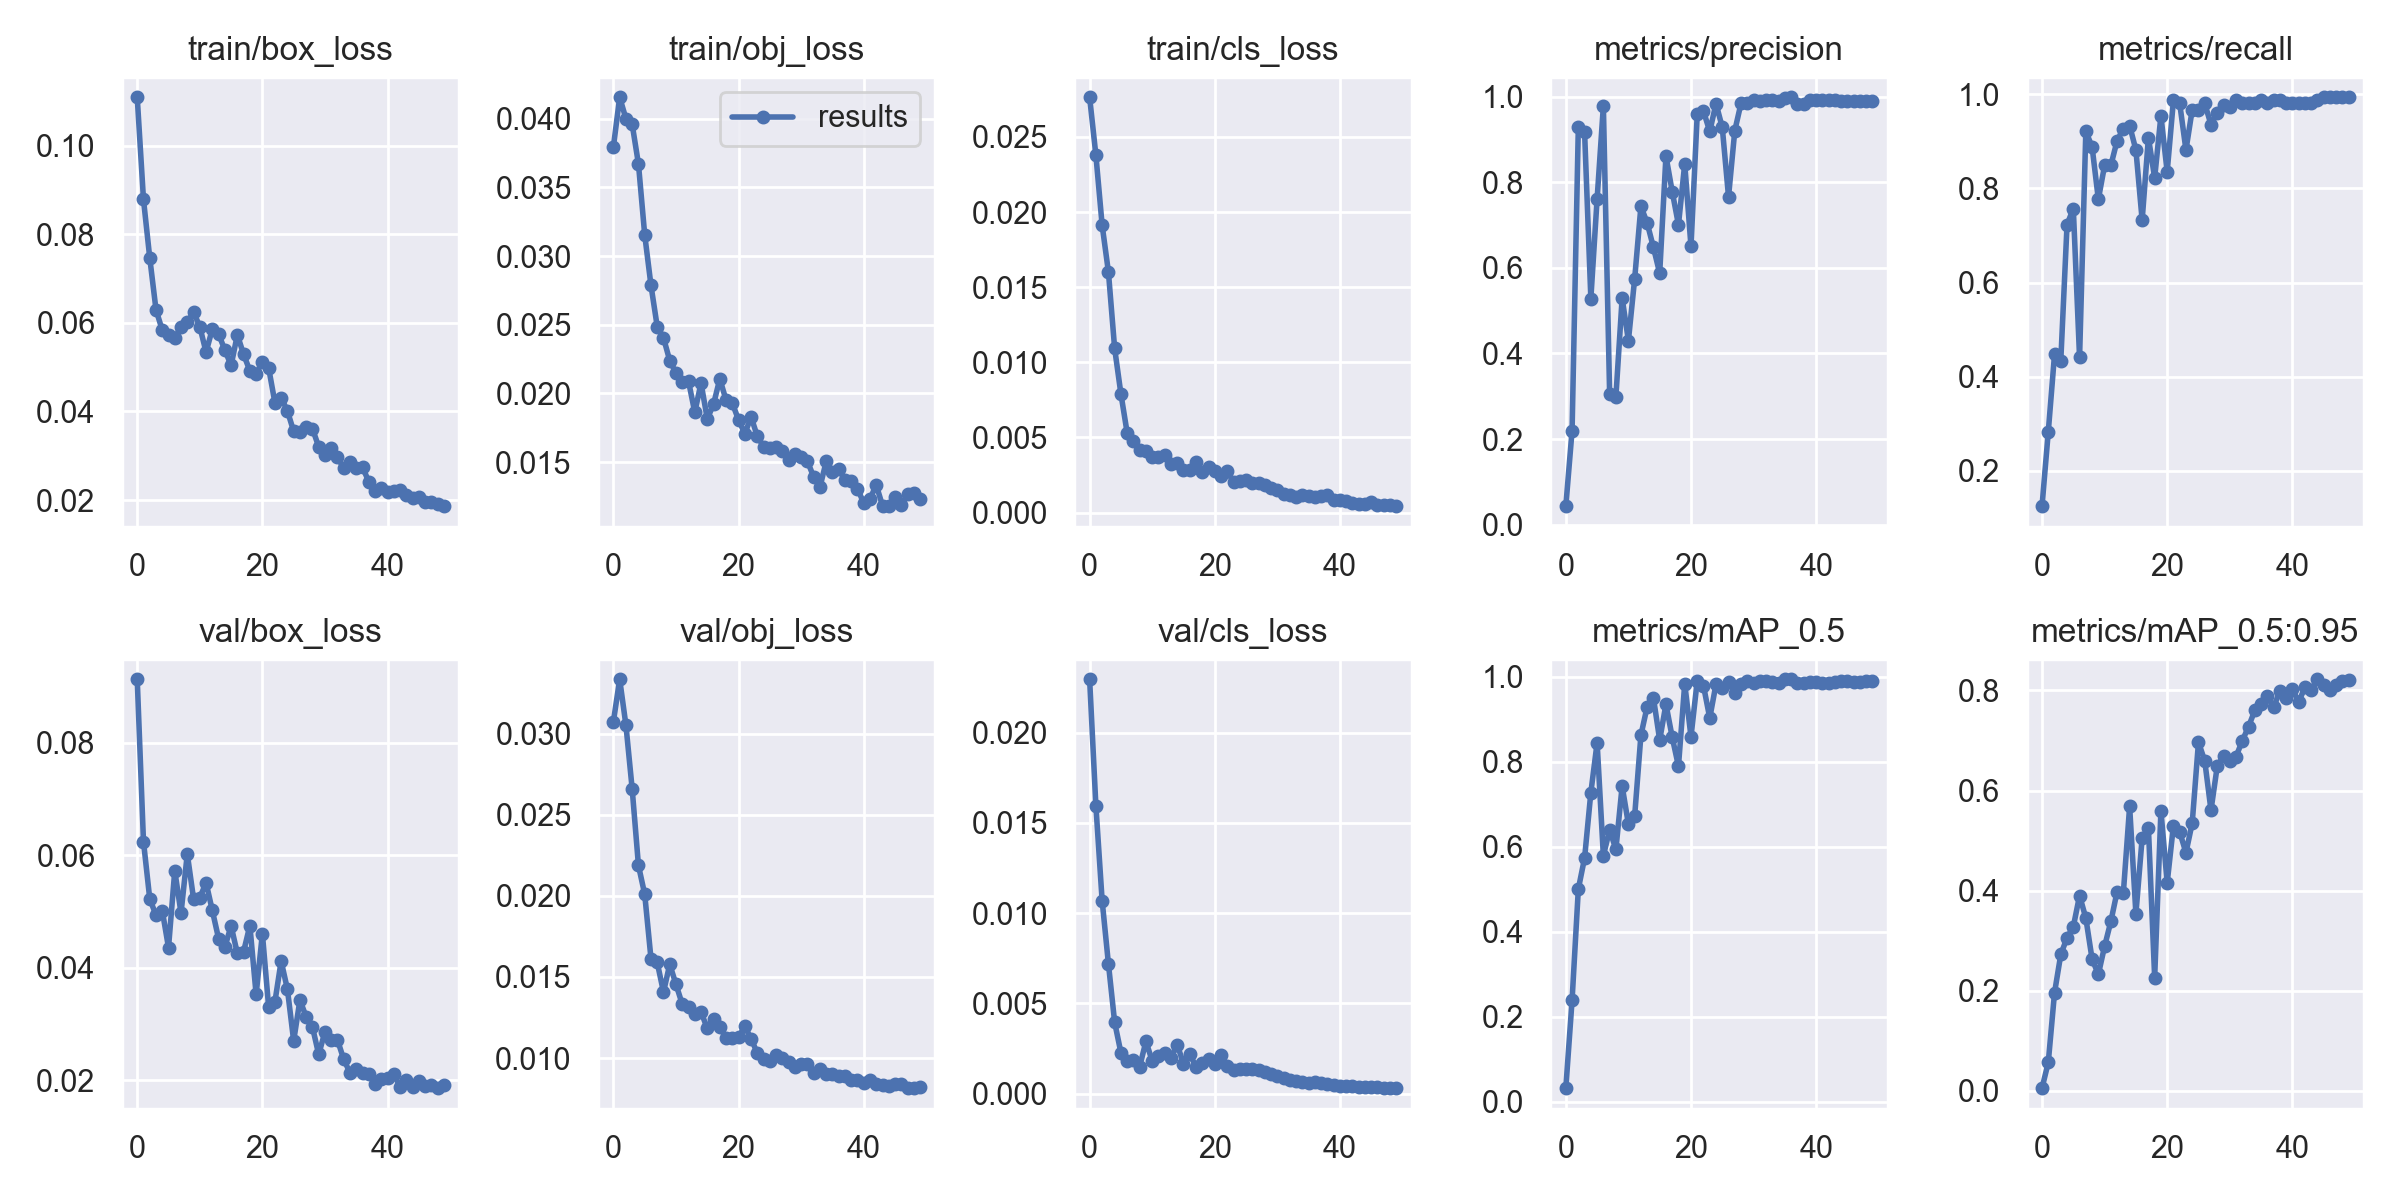 train/box_loss
0.10
0.08
0.06
0.04
0.02
0 20 40
train/obj_loss
results
0.040
0.035
0.030
0.025
0.020
0.015
0 20 40
train/cls_loss
0.025
0.020
0.015
0.010
0.005
0.000
0 20 40
metrics/precision
1.0
0.8
0.6
0.4
0.2
0.0
0 20 40
metrics/recall
1.0
0.8
0.6
0.4
0.2
0 20 40
val/box_loss
0.08
0.06
0.04
0.02
0 20 40
val/obj_loss
0.030
0.025
0.020
0.015
0.010
0 20 40
val/cls_loss
0.020
0.015
0.010
0.005
0.000
0 20 40
metrics/mAP_0.5
1.0
0.8
0.6
0.4
0.2
0.0
0 20 40
metrics/mAP_0.5:0.95
0.8
0.6
0.4
0.2
0.0
0 20 40